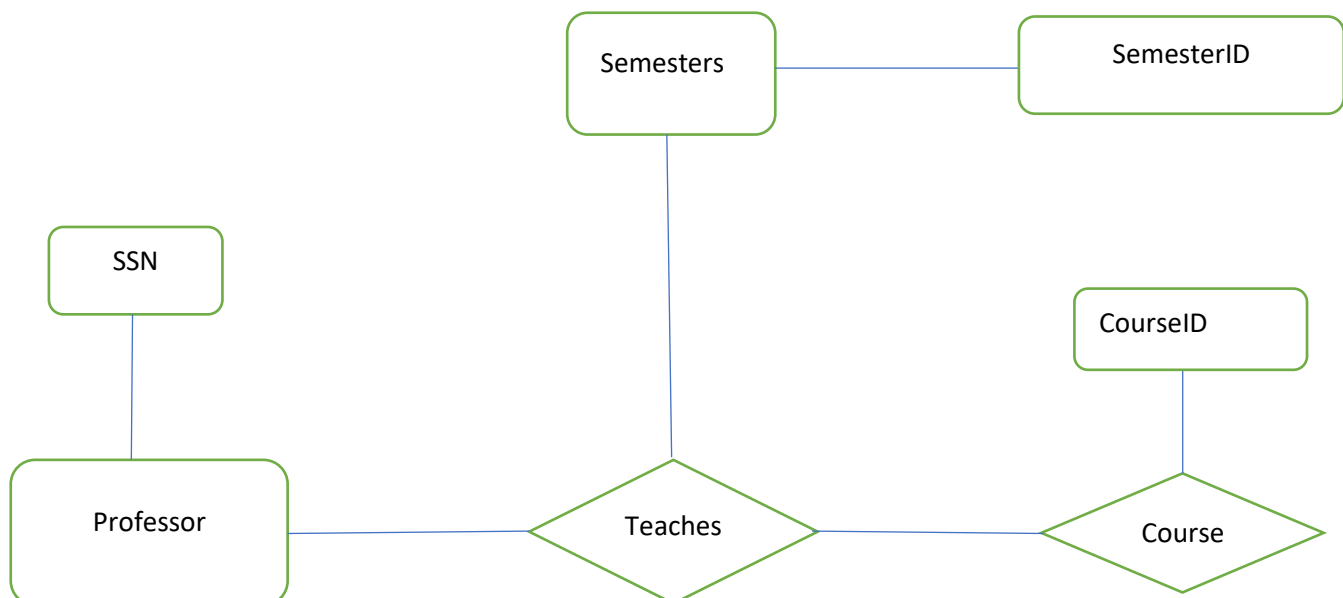 Semesters
SemesterID
SSN
CourseID
Professor
Teaches
Course